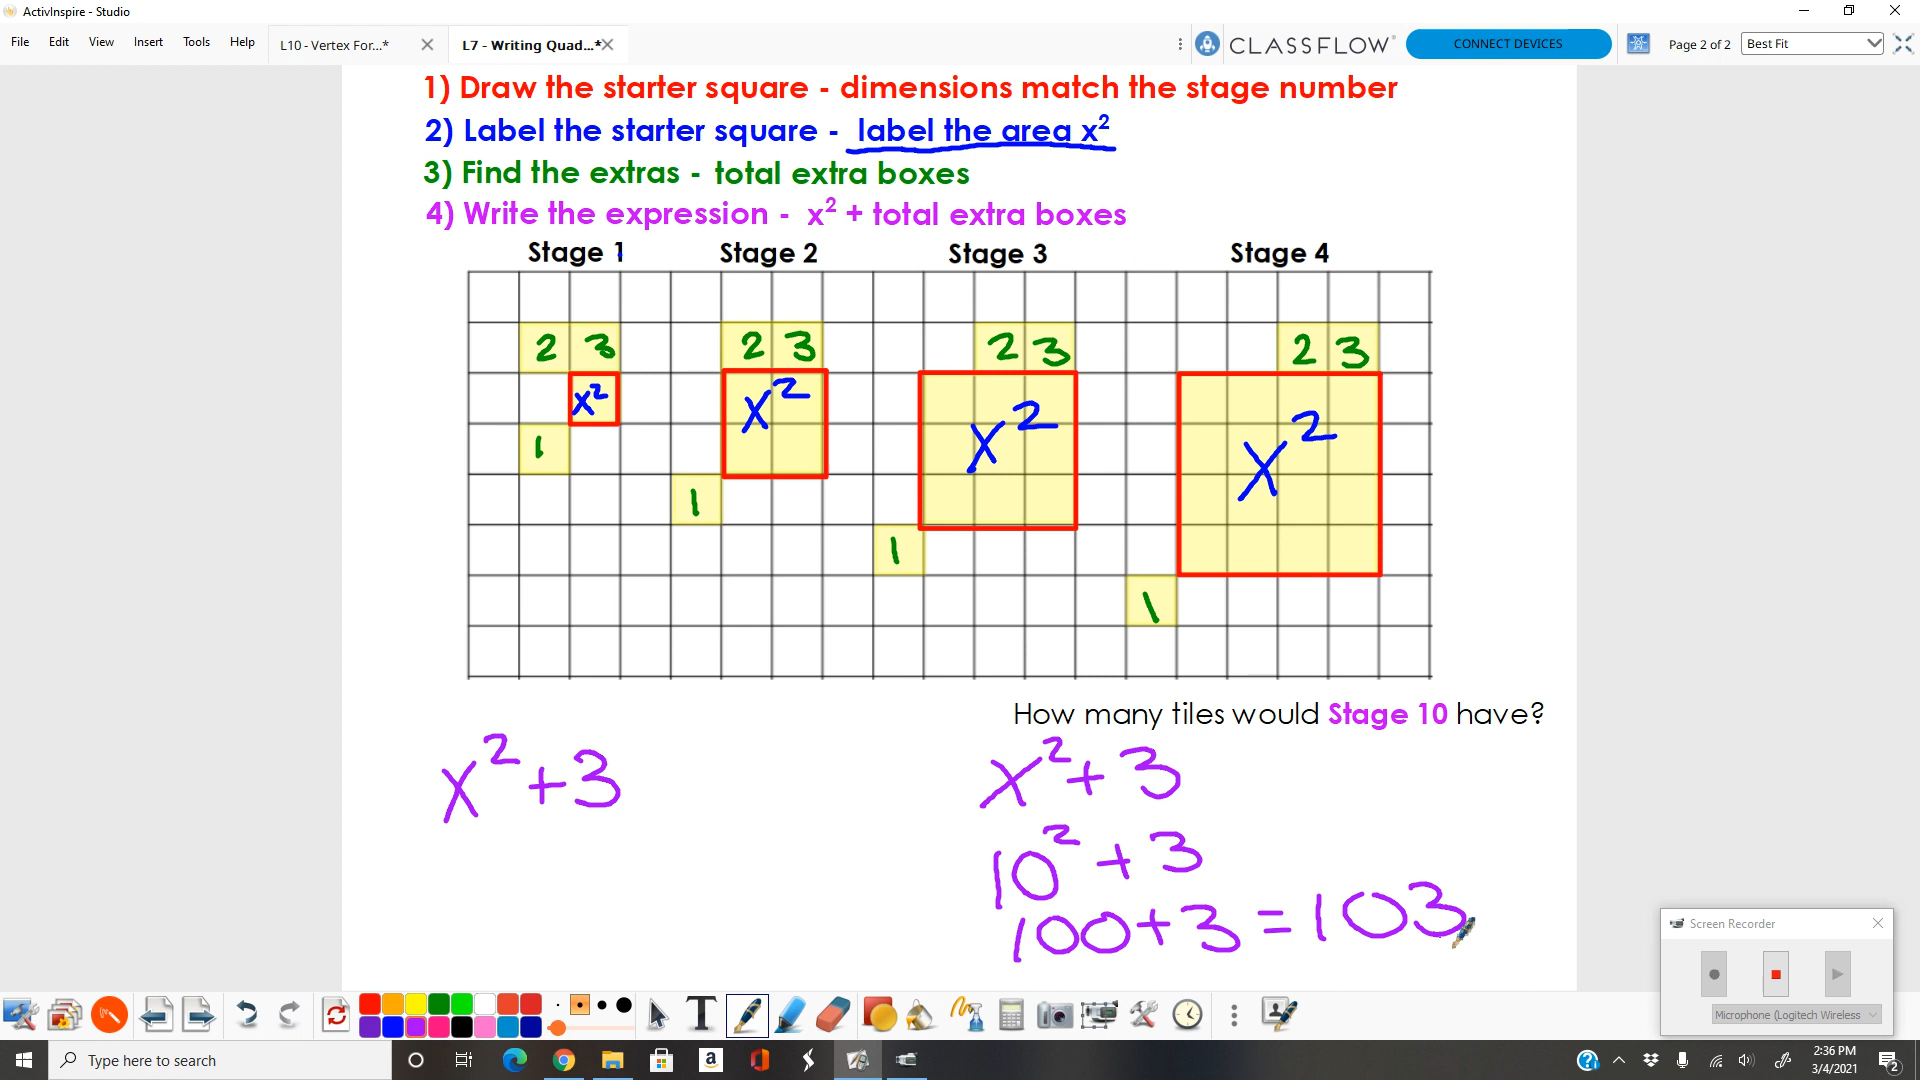 ActivInspire - Studio
File Edit View Insert Tools Help
L10 - Vertex For...*
L7 - Writing Quad...*
CLASSFLOW
CONNECT DEVICES
Page 2 of 2
Best Fit
1) Draw the starter square - dimensions match the stage number
2) Label the starter square - label the area x²
3) Find the extras - total extra boxes
4) Write the expression - x² + total extra boxes
Stage 1 Stage 2 Stage 3 Stage 4
2 3 2 3 2 3 2 3
x² x² x² x²
1
1
1
1
How many tiles would Stage 10 have?
x²+3
x²+3
10²+3
100+3=103
Screen Recorder
Microphone (Logitech Wireless
Type here to search
2:36 PM
3/4/2021
2